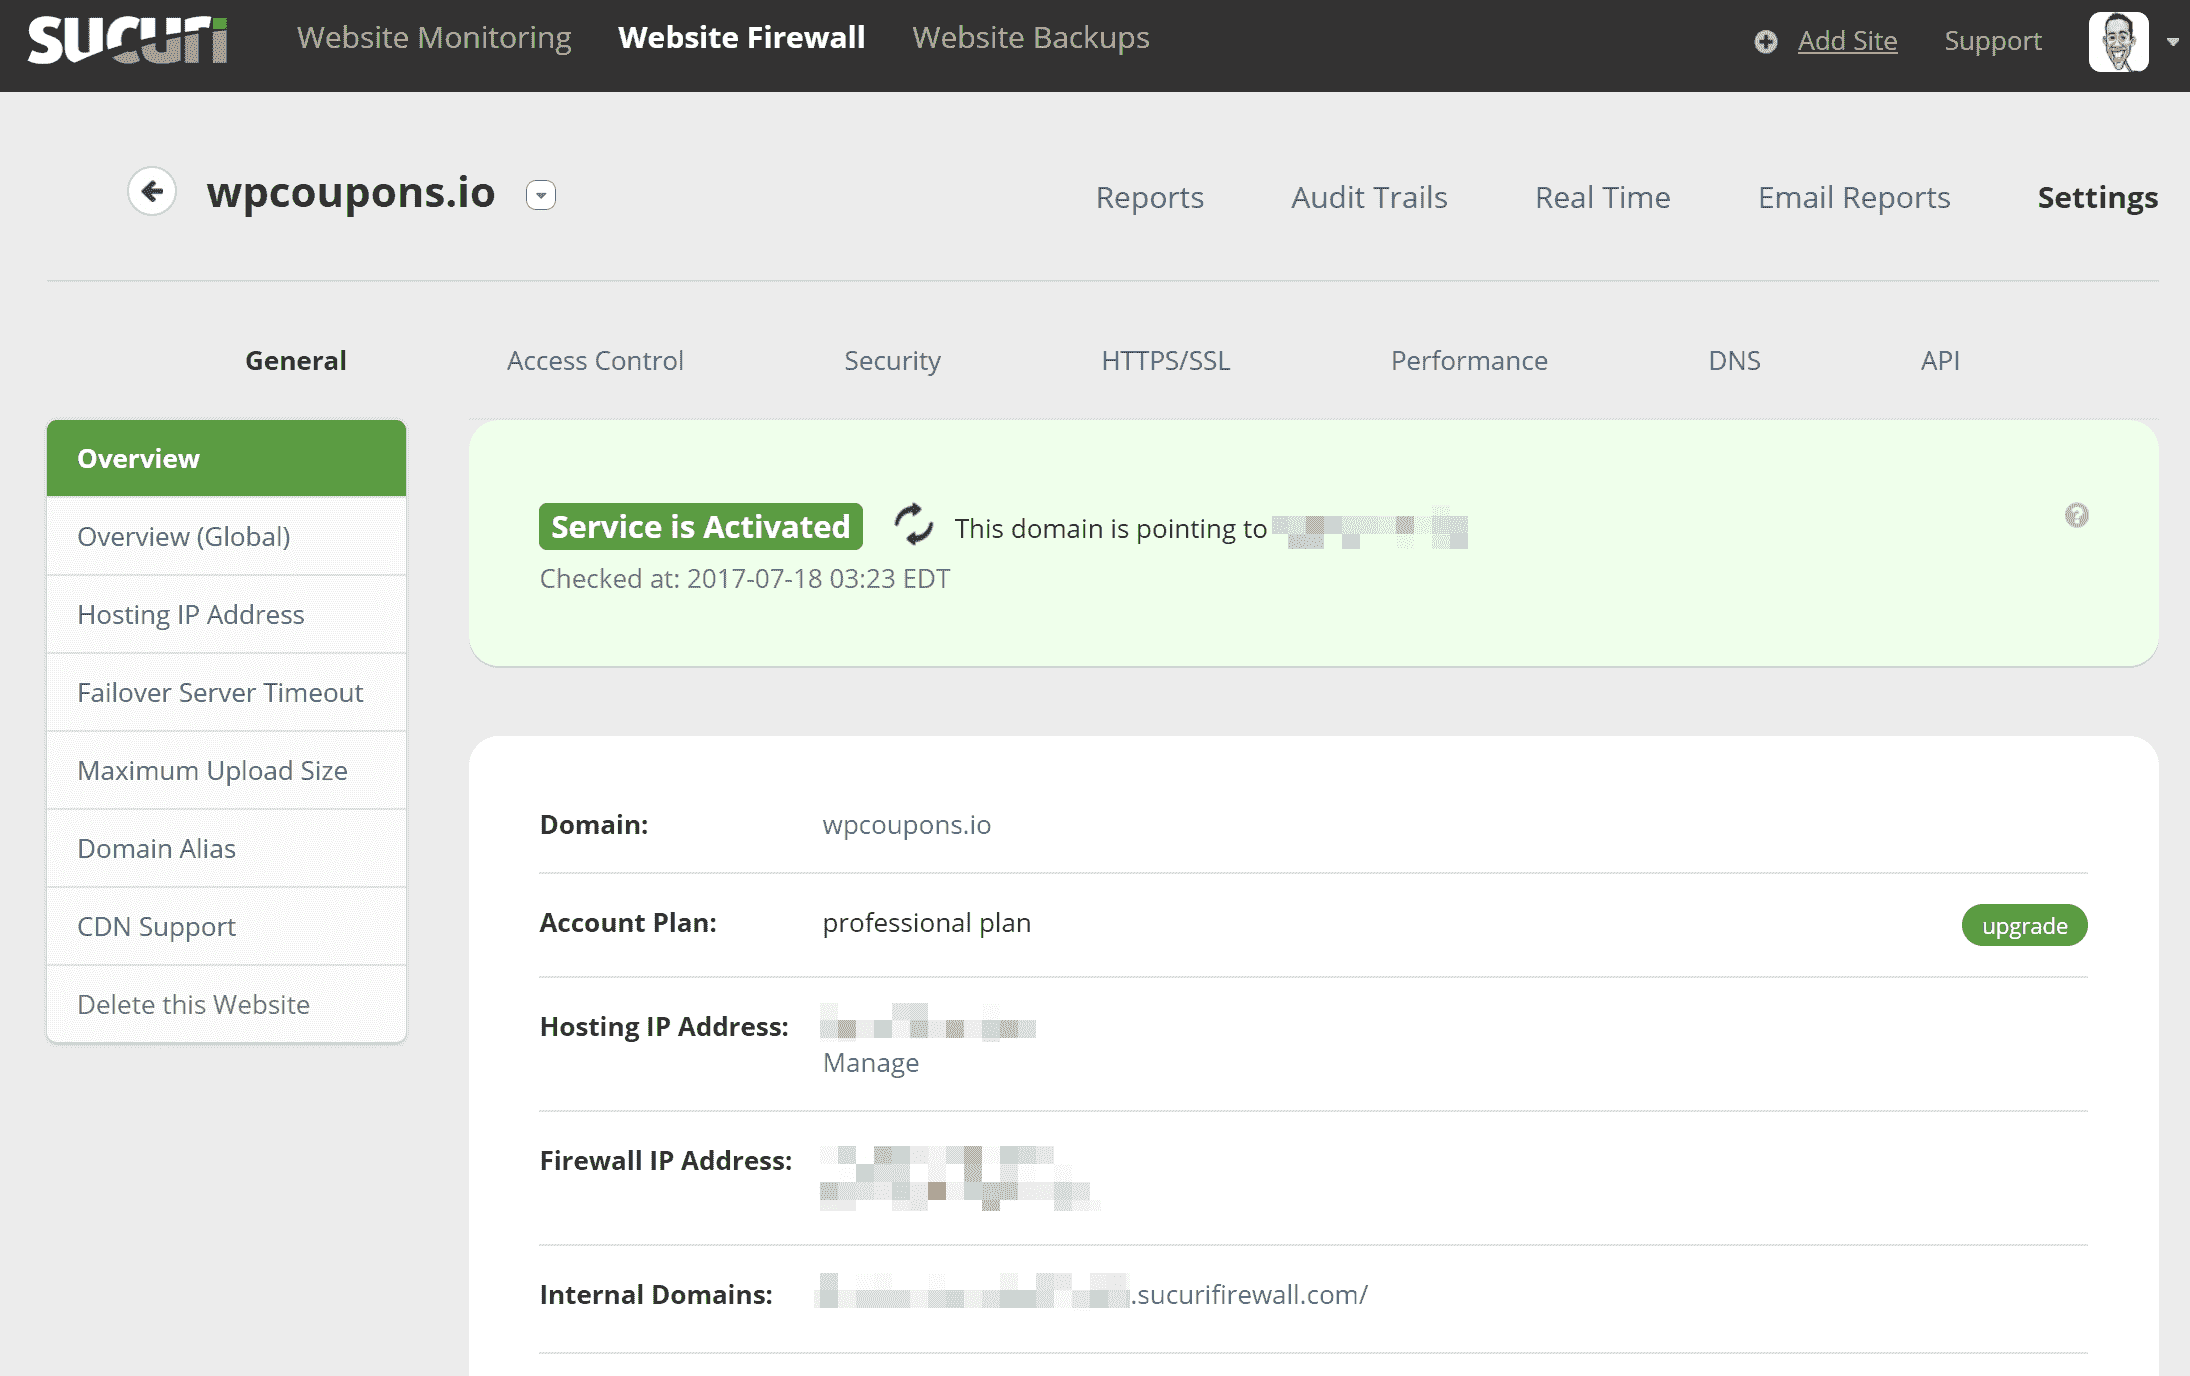 sucuri
Website Monitoring Website Firewall Website Backups Add Site Support
wpcoupons.io Reports Audit Trails Real Time Email Reports Settings
General Access Control Security HTTPS/SSL Performance DNS API
Overview
Overview (Global)
Hosting IP Address
Failover Server Timeout
Maximum Upload Size
Domain Alias
CDN Support
Delete this Website
Service is Activated This domain is pointing to
Checked at: 2017-07-18 03:23 EDT
Domain: wpcoupons.io
Account Plan: professional plan upgrade
Hosting IP Address:
Manage
Firewall IP Address:
Internal Domains: .sucurifirewall.com/